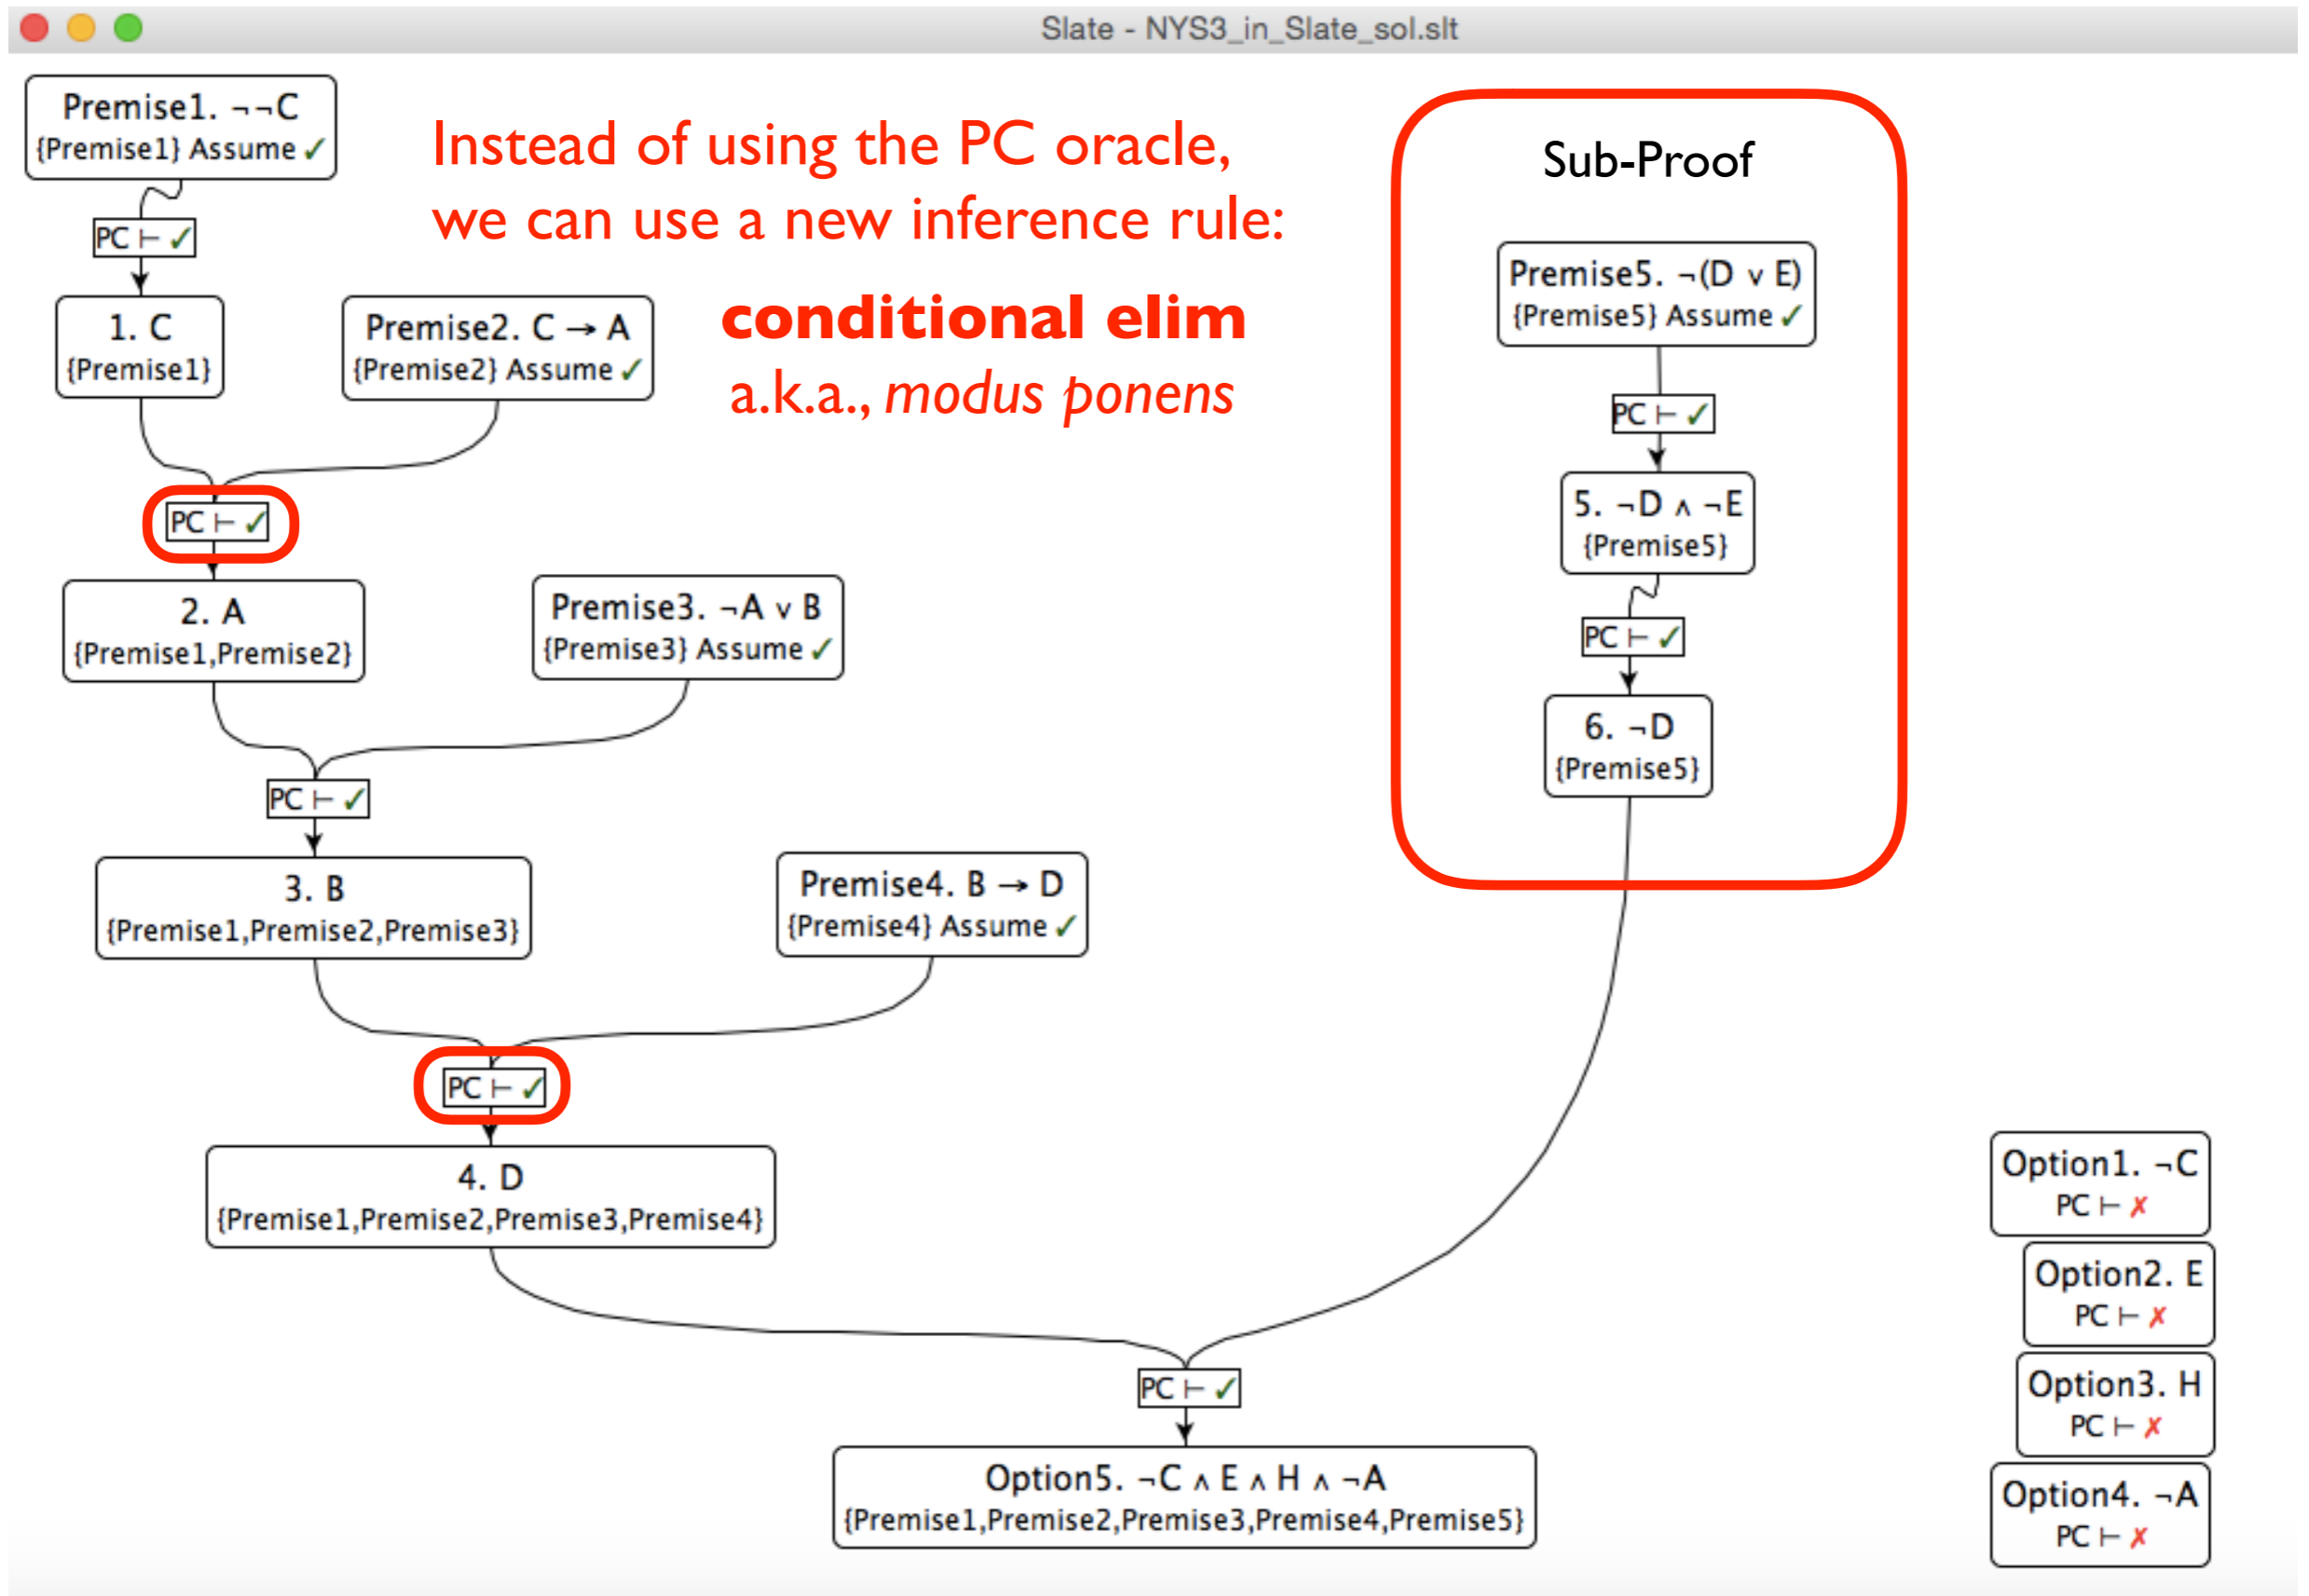 Slate - NYS3_in_Slate_sol.slt
Premise1. ¬¬C
{Premise1} Assume ✓
PC ⊢ ✓
1. C
{Premise1}
Premise2. C → A
{Premise2} Assume ✓
Instead of using the PC oracle,
we can use a new inference rule:
conditional elim
a.k.a., modus ponens
PC ⊢ ✓
2. A
{Premise1,Premise2}
Premise3. ¬A ∨ B
{Premise3} Assume ✓
PC ⊢ ✓
3. B
{Premise1,Premise2,Premise3}
Premise4. B → D
{Premise4} Assume ✓
PC ⊢ ✓
4. D
{Premise1,Premise2,Premise3,Premise4}
Sub-Proof
Premise5. ¬(D ∨ E)
{Premise5} Assume ✓
PC ⊢ ✓
5. ¬D ∧ ¬E
{Premise5}
PC ⊢ ✓
6. ¬D
{Premise5}
PC ⊢ ✓
Option5. ¬C ∧ E ∧ H ∧ ¬A
{Premise1,Premise2,Premise3,Premise4,Premise5}
Option1. ¬C
PC ⊢ ✗
Option2. E
PC ⊢ ✗
Option3. H
PC ⊢ ✗
Option4. ¬A
PC ⊢ ✗